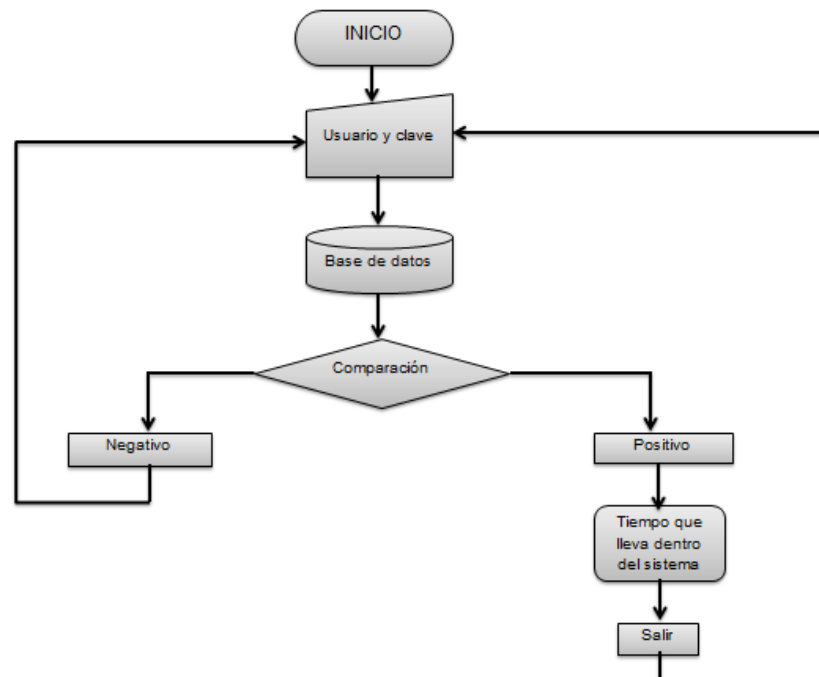 INICIO
Usuario y clave
Base de datos
Comparación
Negativo
Positivo
Tiempo que
lleva dentro
del sistema
Salir